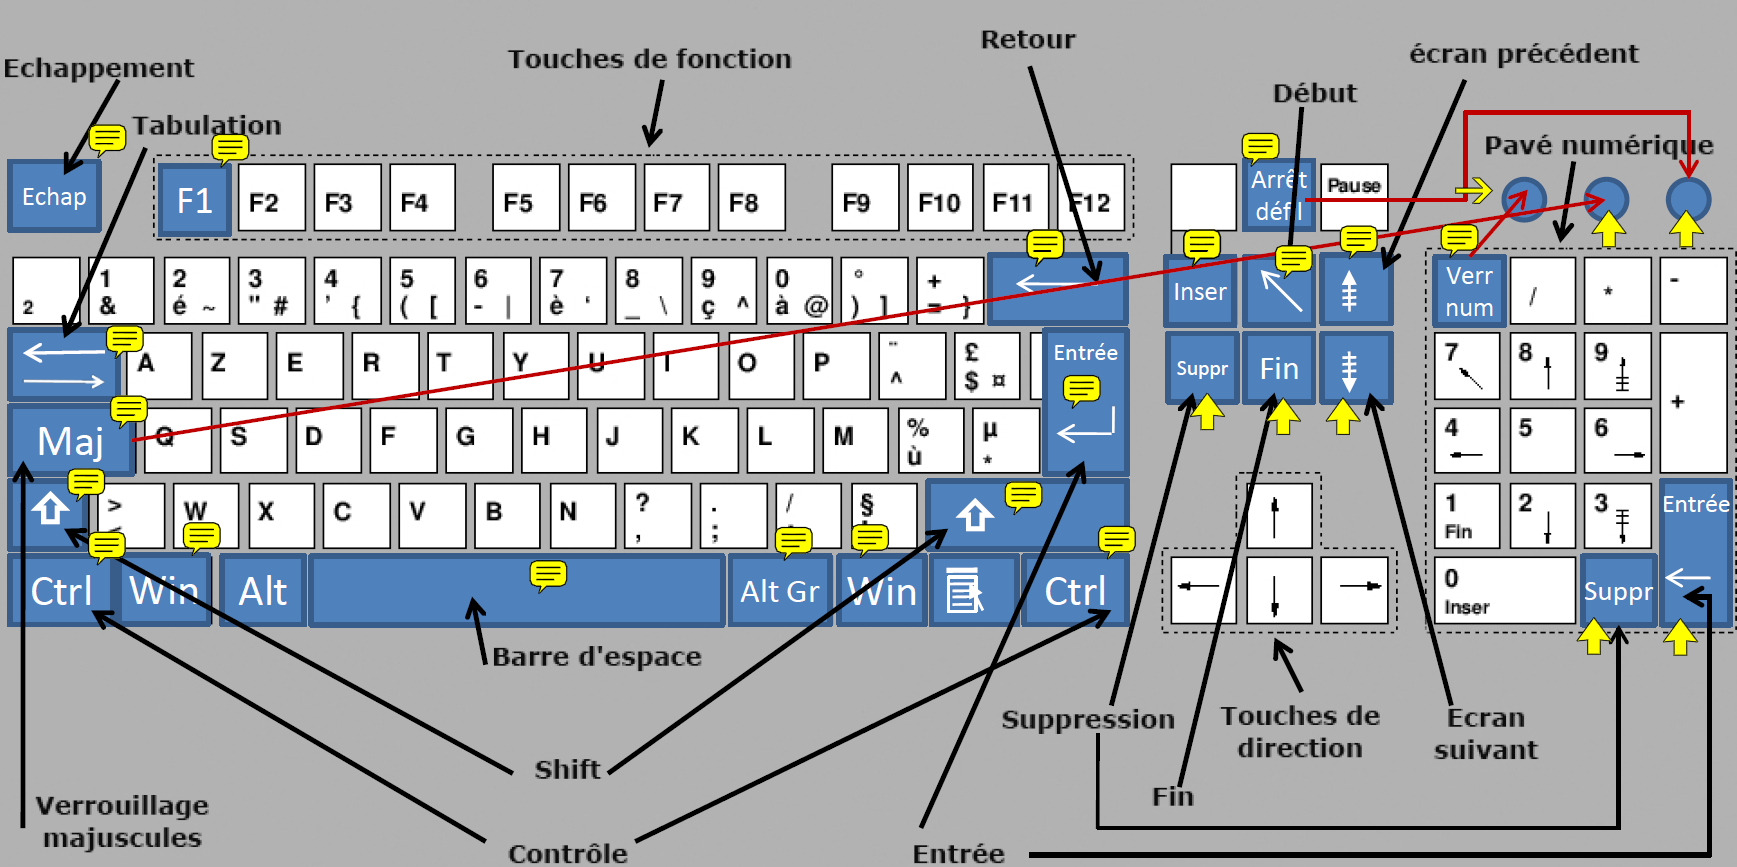 Retour
écran précédent
Touches de fonction
Echappement
Début
Tabulation
Pavé numérique
Echap
F1
F2
F3
F4
F5
F6
F7
F8
F9
F10
F11
F12
Arrêt
défil
Pause
2
1
&
2
é ~
3
" #
4
' {
5
( [
6
- |
7
è `
8
_ \
9
ç ^
0
à @
°
) ]
+
= }
Inser
Verr
num
/
*
-
A
Z
E
R
T
Y
U
I
O
P
¨
^
£
$ ¤
Entrée
Suppr
Fin
7
8
9
+
Maj
Q
S
D
F
G
H
J
K
L
M
%
ù
µ
*
4
5
6
>
<
W
X
C
V
B
N
?
,
.
;
/
§
1
Fin
2
3
Entrée
Ctrl
Win
Alt
Alt Gr
Win
Ctrl
0
Inser
Suppr
Barre d'espace
Suppression
Touches de
direction
Ecran
suivant
Shift
Fin
Verrouillage
majuscules
Contrôle
Entrée